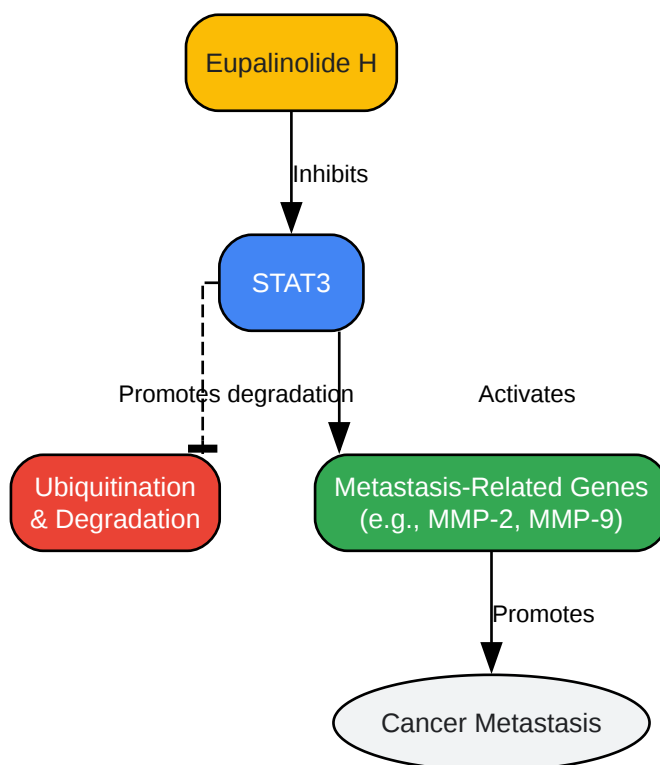 Eupalinolide H
Inhibits
STAT3
Promotes degradation
Activates
Ubiquitination
& Degradation
Metastasis-Related Genes
(e.g., MMP-2, MMP-9)
Promotes
Cancer Metastasis